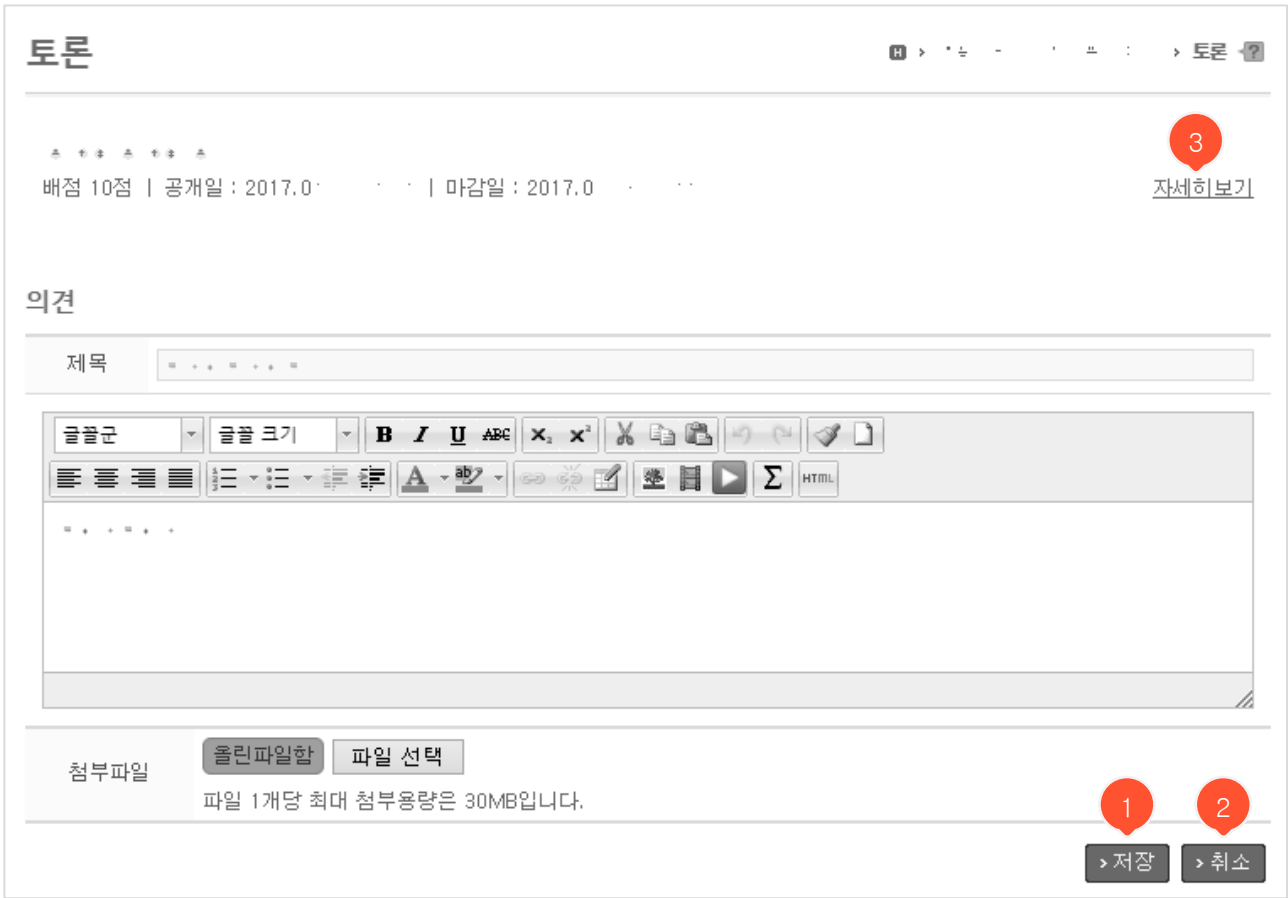 토론
H > > 토론 ?
3
배점 10점 | 공개일 : 2017.0 | 마감일 : 2017.0
자세히보기
의견
제목
글꼴군 글꼴 크기 B I U ABC X₂ X²
A ab Σ HTML
올린파일함 파일 선택
첨부파일
파일 1개당 최대 첨부용량은 30MB입니다.
1 2
› 저장 › 취소